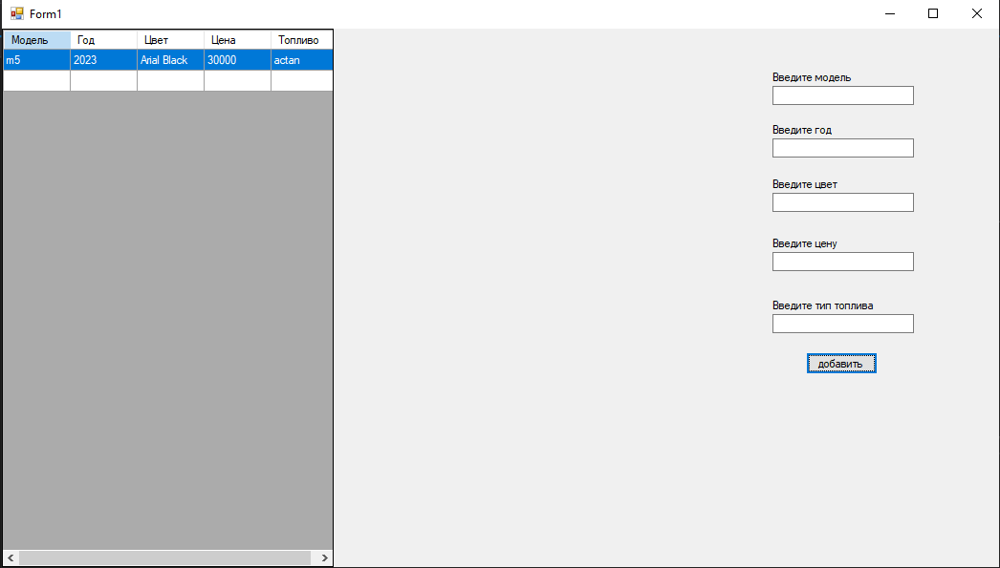 Form1
Модель Год Цвет Цена Топливо
m5 2023 Arial Black 30000 actan
Введите модель
Введите год
Введите цвет
Введите цену
Введите тип топлива
добавить